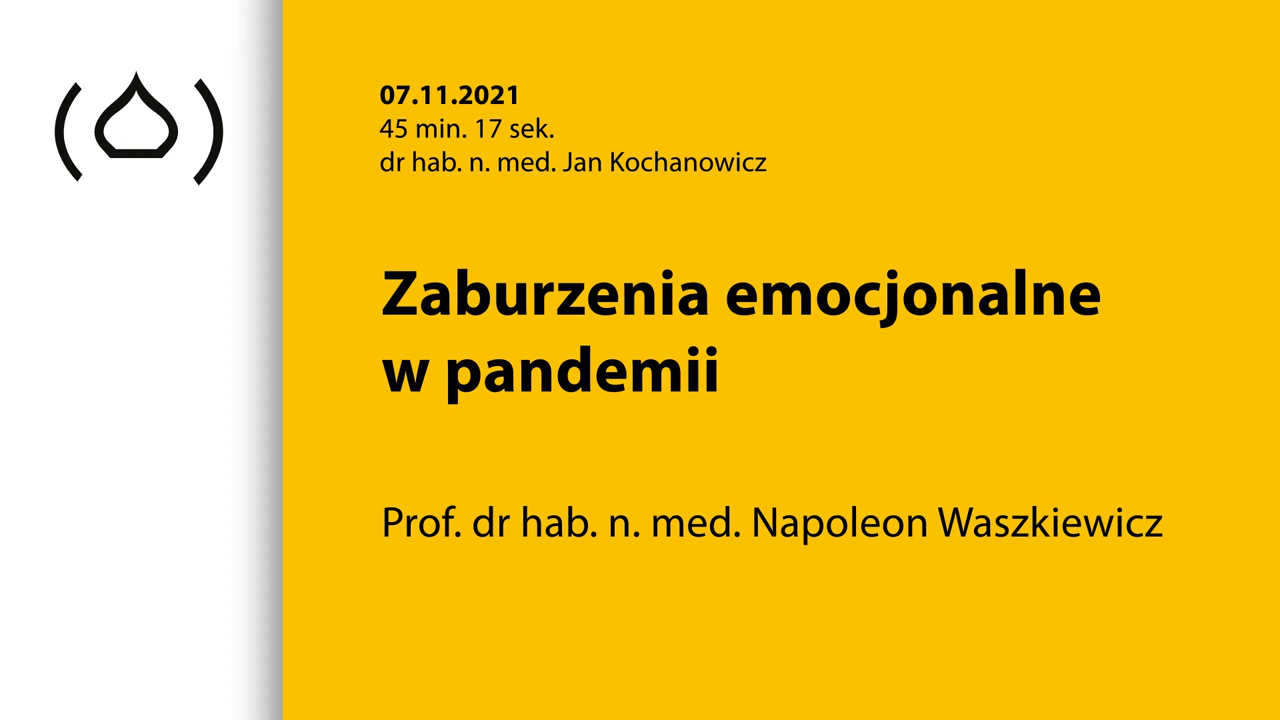 07.11.2021
45 min. 17 sek.
dr hab. n. med. Jan Kochanowicz
Zaburzenia emocjonalne
w pandemii
Prof. dr hab. n. med. Napoleon Waszkiewicz